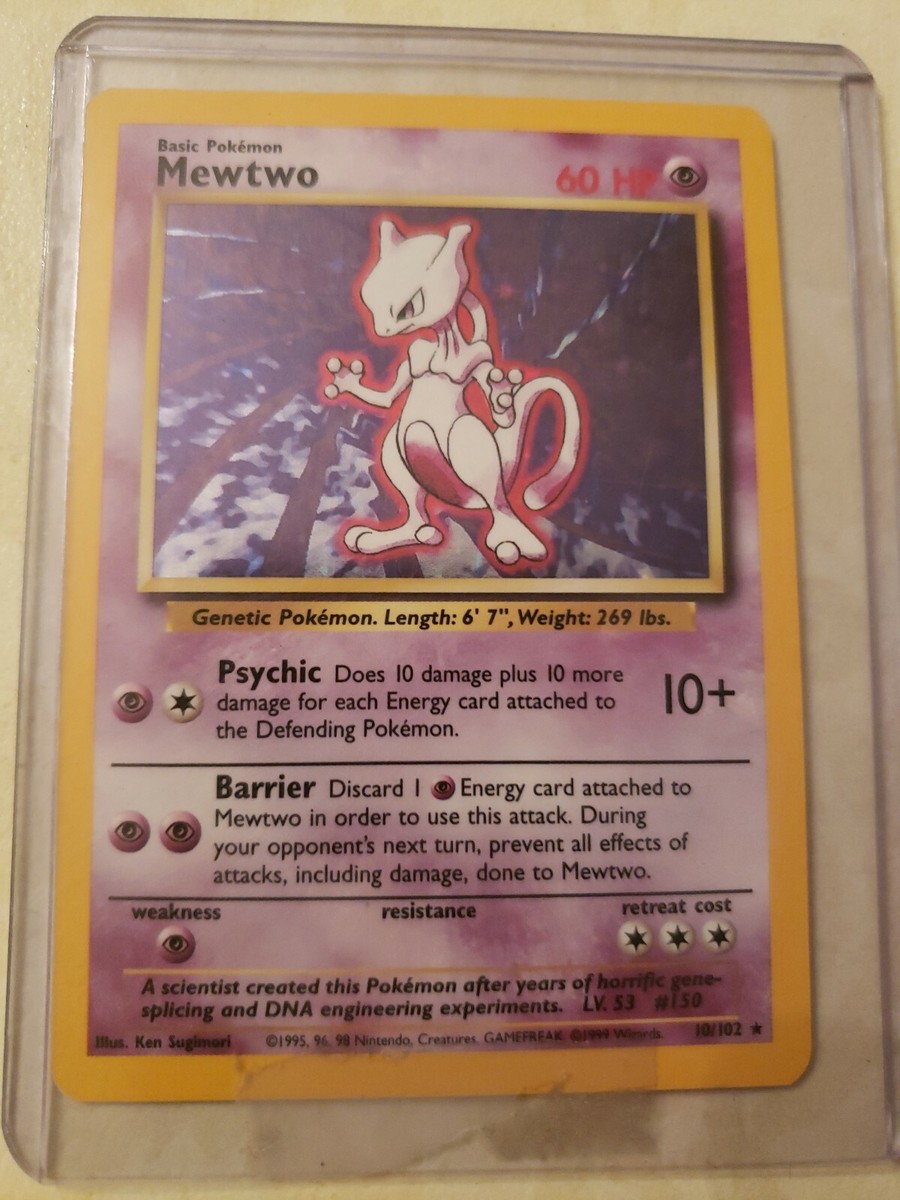 Basic Pokémon
Mewtwo
60 HP
Genetic Pokémon. Length: 6' 7", Weight: 269 lbs.
Psychic Does 10 damage plus 10 more
damage for each Energy card attached to
the Defending Pokémon.
10+
Barrier Discard 1 Energy card attached to
Mewtwo in order to use this attack. During
your opponent's next turn, prevent all effects of
attacks, including damage, done to Mewtwo.
weakness resistance retreat cost
A scientist created this Pokémon after years of horrific gene-
splicing and DNA engineering experiments. LV. 53 #150
Illus. Ken Sugimori ©1995, 96, 98 Nintendo, Creatures, GAMEFREAK. ©1999 Wizards. 10/102 ★